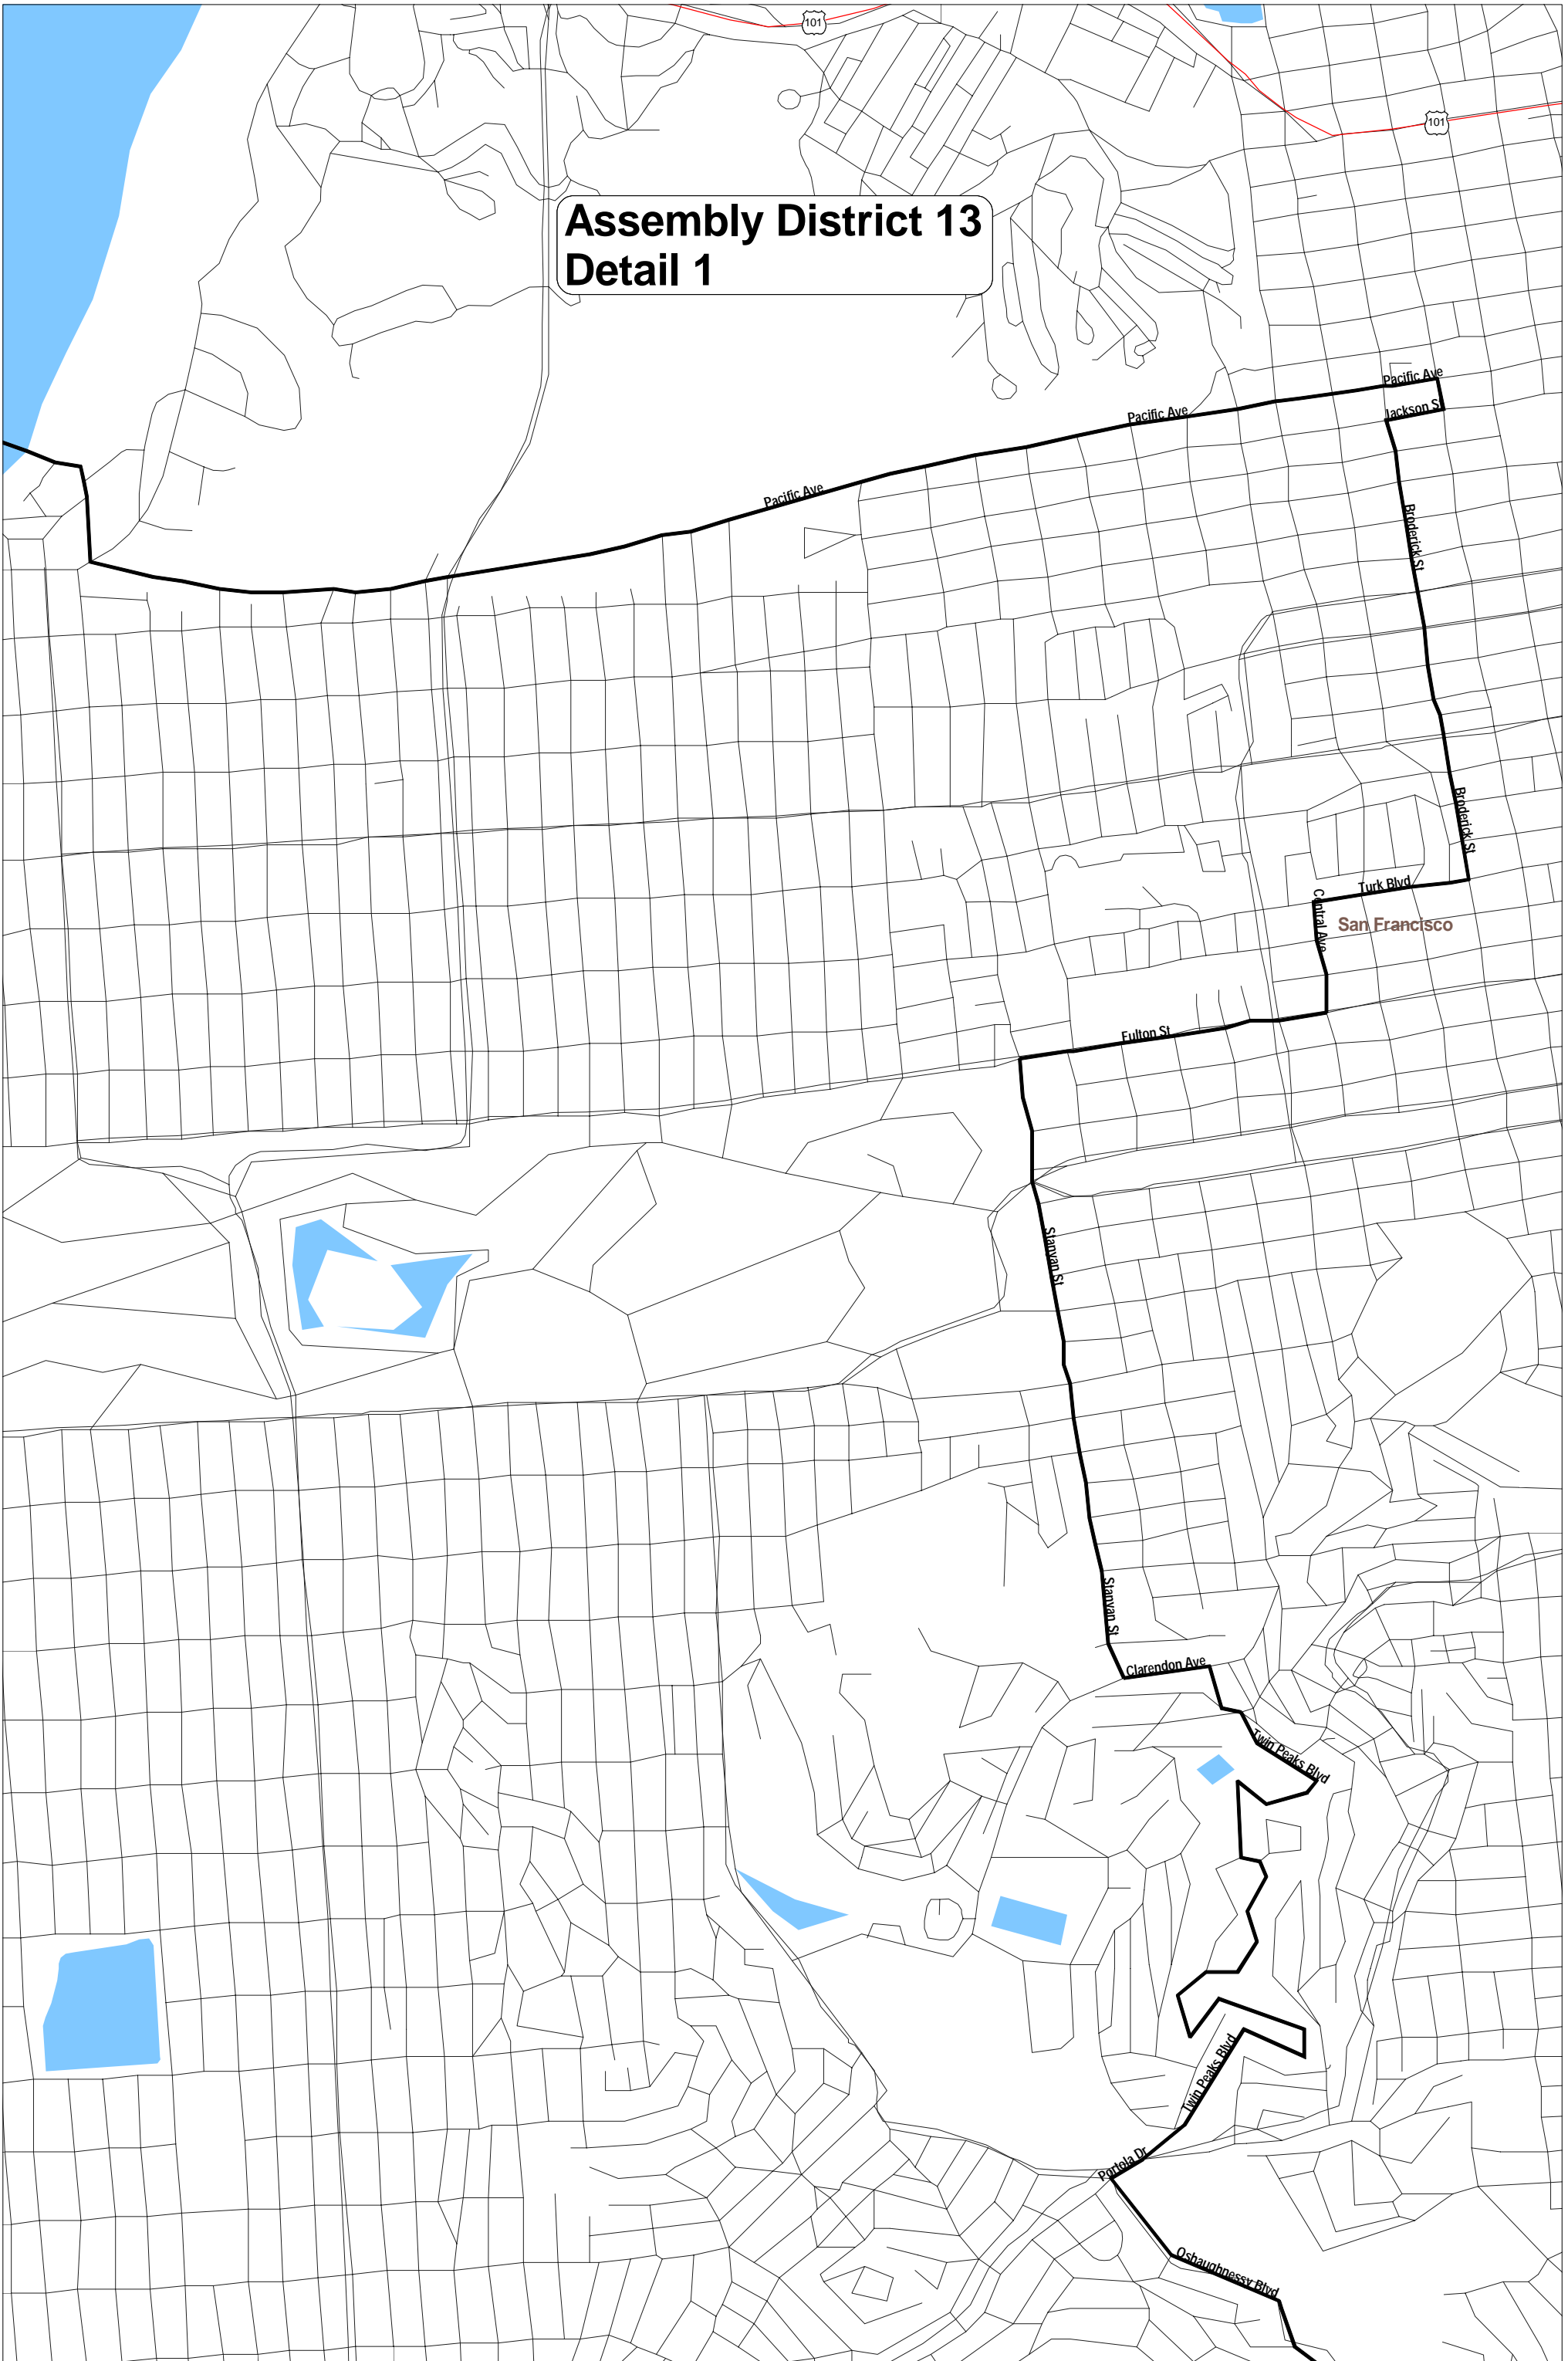 101
101
Assembly District 13
Detail 1
Pacific Ave
Jackson St
Pacific Ave
Pacific Ave
Broderick St
Broderick St
Turk Blvd
Central Ave
San Francisco
Fulton St
Stanyan St
Stanyan St
Clarendon Ave
Twin Peaks Blvd
Twin Peaks Blvd
Portola Dr
Oshaughnessy Blvd